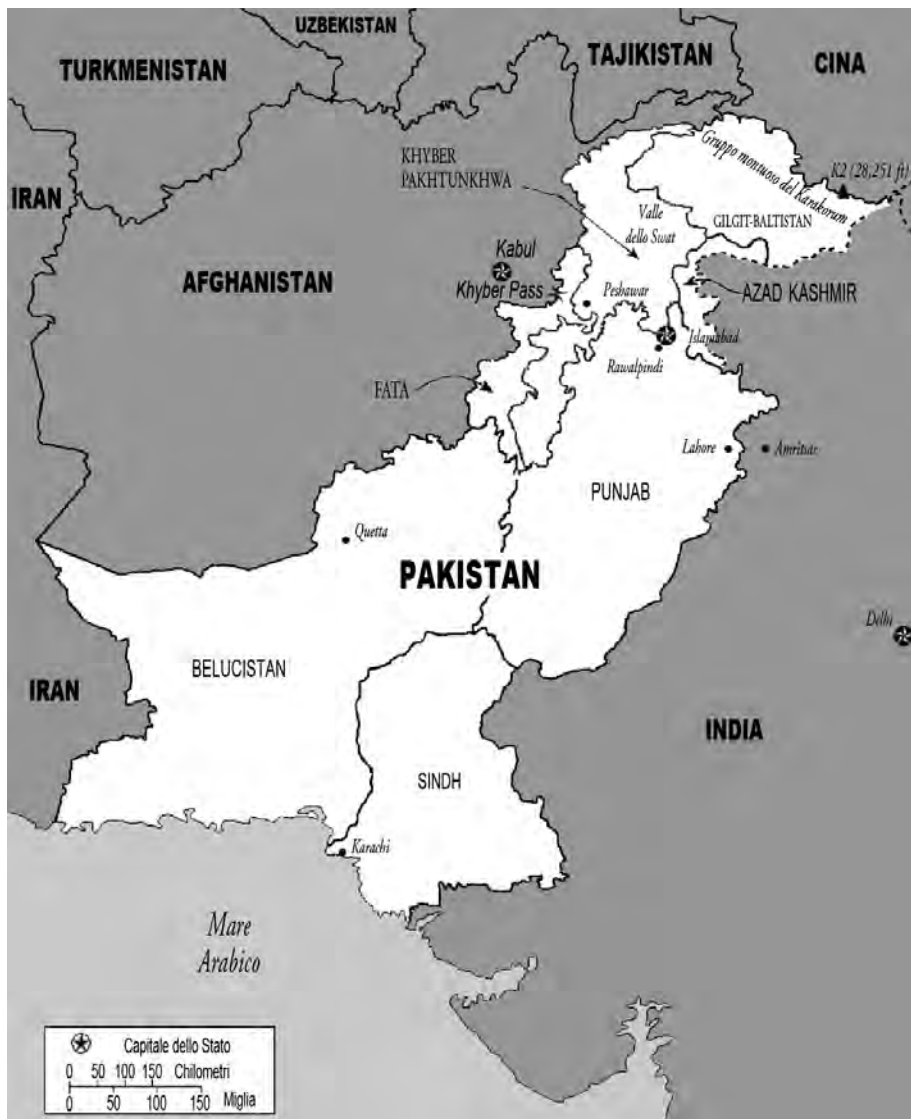 UZBEKISTAN
TURKMENISTAN
TAJIKISTAN
CINA
KHYBER
PAKHTUNKHWA
Gruppo montuoso del Karakorum
K2 (28,251 ft)
IRAN
Valle
dello Swat
GILGIT-BALTISTAN
Kabul
AFGHANISTAN
Khyber Pass
Peshawar
AZAD KASHMIR
Islamabad
Rawalpindi
FATA
Lahore
Amritsar
PUNJAB
Quetta
PAKISTAN
Delhi
BELUCISTAN
IRAN
INDIA
SINDH
Karachi
Mare
Arabico
Capitale dello Stato
0 50 100 150 Chilometri
0 50 100 150 Miglia